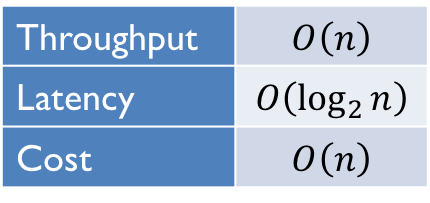 Throughput O(n)
Latency O(log₂ n)
Cost O(n)